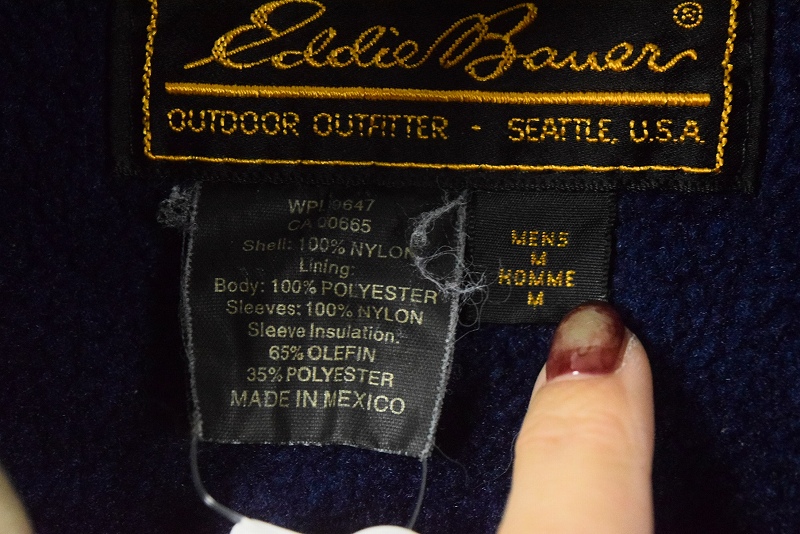 Eddie Bauer®
OUTDOOR OUTFITTER - SEATTLE, U.S.A.
WPL 9647
CA 00665
Shell: 100% NYLON
Lining:
Body: 100% POLYESTER
Sleeves: 100% NYLON
Sleeve Insulation:
65% OLEFIN
35% POLYESTER
MADE IN MEXICO
MENS
M
HOMME
M